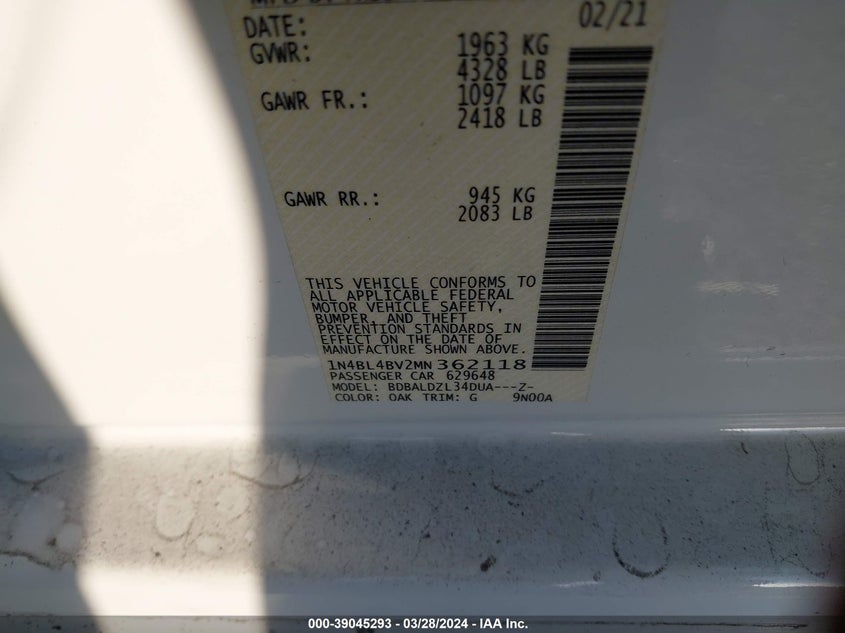 02/21
DATE:
GVWR: 1963 KG
4328 LB
GAWR FR.: 1097 KG
2418 LB
GAWR RR.: 945 KG
2083 LB
THIS VEHICLE CONFORMS TO
ALL APPLICABLE FEDERAL
MOTOR VEHICLE SAFETY,
BUMPER, AND THEFT
PREVENTION STANDARDS IN
EFFECT ON THE DATE OF
MANUFACTURE SHOWN ABOVE.
1N4BL4BV2MN362118
PASSENGER CAR 629648
MODEL: BDBALDZL34DUA---Z-
COLOR: OAK TRIM: G 9N00A
000-39045293 / 03/28/2024 - IAA Inc.